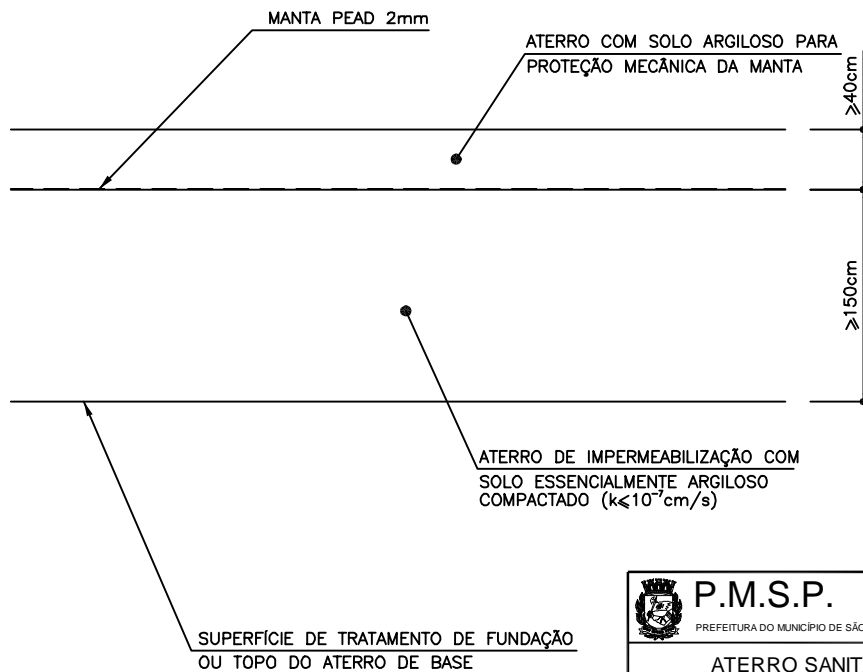 MANTA PEAD 2mm
ATERRO COM SOLO ARGILOSO PARA
PROTEÇÃO MECÂNICA DA MANTA
≥40cm
≥150cm
ATERRO DE IMPERMEABILIZAÇÃO COM
SOLO ESSENCIALMENTE ARGILOSO
COMPACTADO (k≤10⁻⁷cm/s)
SUPERFÍCIE DE TRATAMENTO DE FUNDAÇÃO
OU TOPO DO ATERRO DE BASE
P.M.S.P.
PREFEITURA DO MUNICÍPIO DE SÃO
ATERRO SANIT